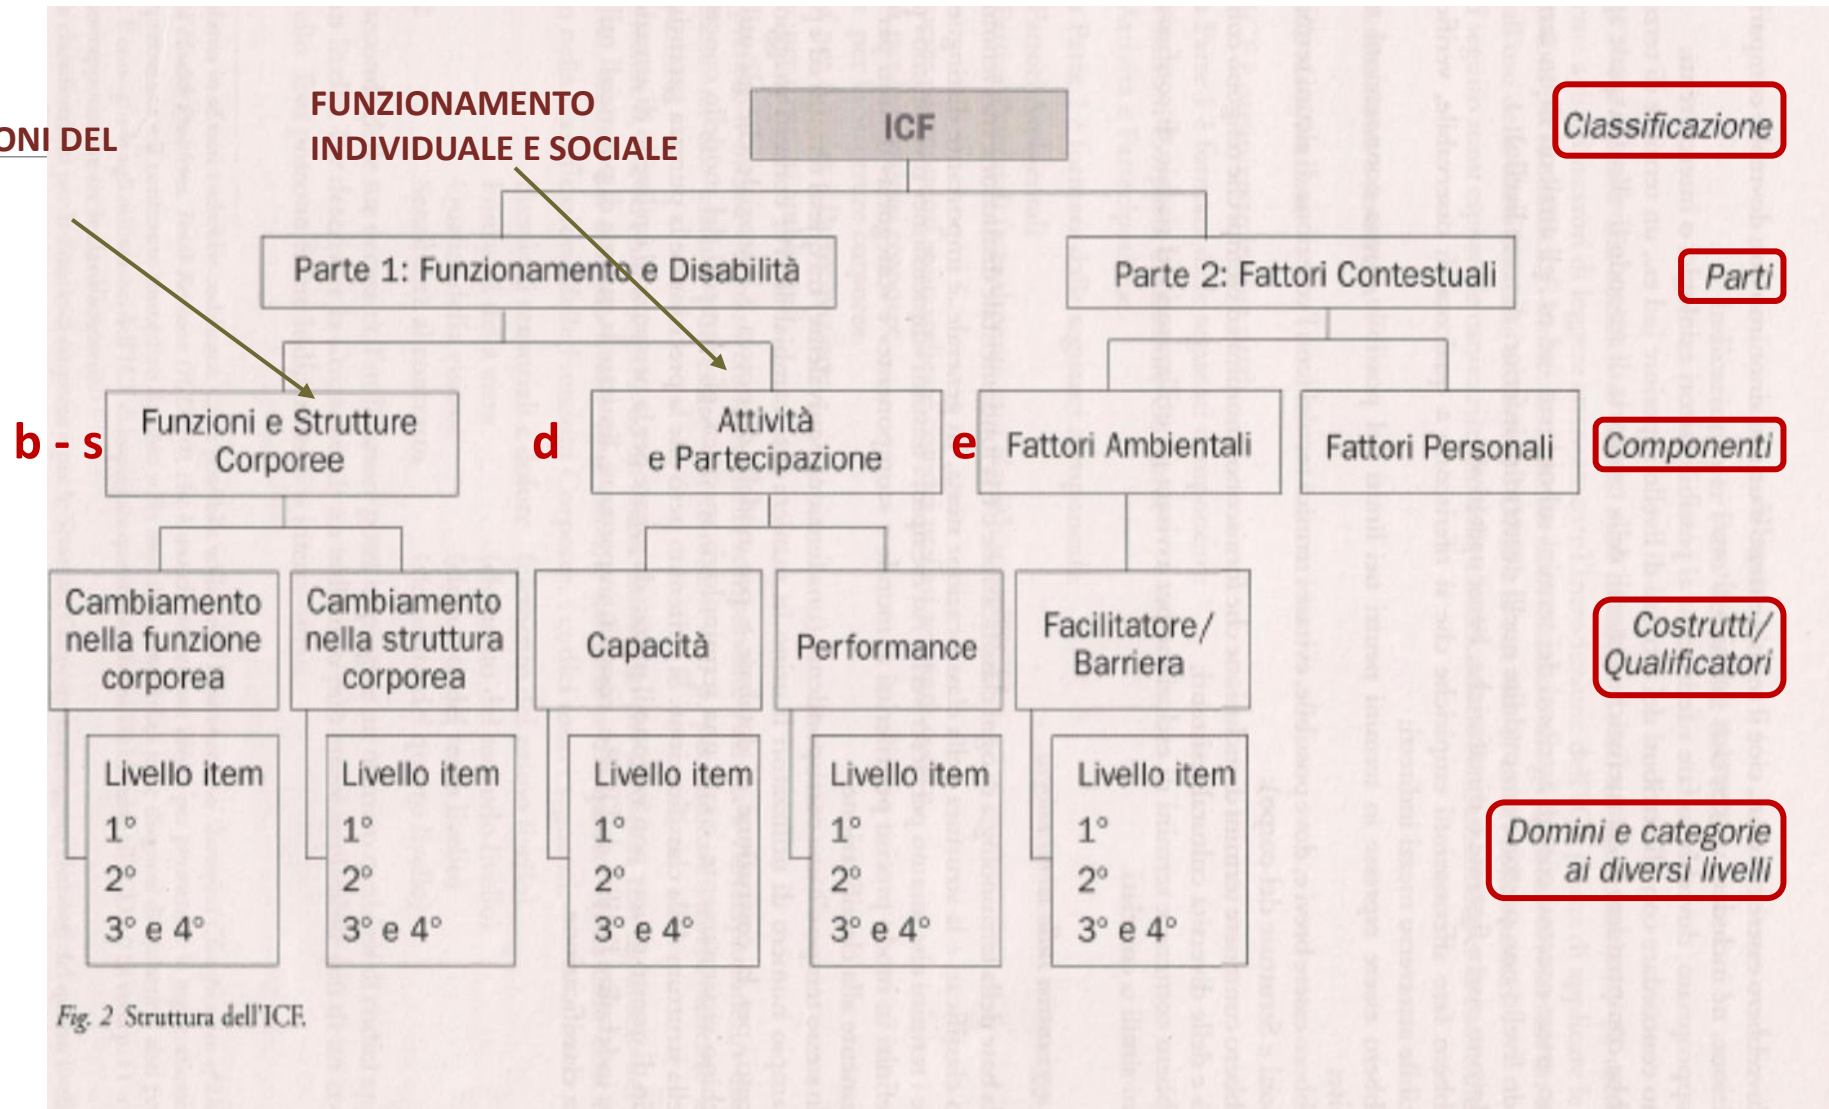 FUNZIONAMENTO
INDIVIDUALE E SOCIALE
ONI DEL
ICF
Classificazione
Parte 1: Funzionamento e Disabilità
Parte 2: Fattori Contestuali
Parti
b - s
Funzioni e Strutture
Corporee
d
Attività
e Partecipazione
e
Fattori Ambientali
Fattori Personali
Componenti
Cambiamento
nella funzione
corporea
Cambiamento
nella struttura
corporea
Capacità
Performance
Facilitatore/
Barriera
Costrutti/
Qualificatori
Livello item
1°
2°
3° e 4°
Livello item
1°
2°
3° e 4°
Livello item
1°
2°
3° e 4°
Livello item
1°
2°
3° e 4°
Livello item
1°
2°
3° e 4°
Domini e categorie
ai diversi livelli
Fig. 2 Struttura dell'ICF.